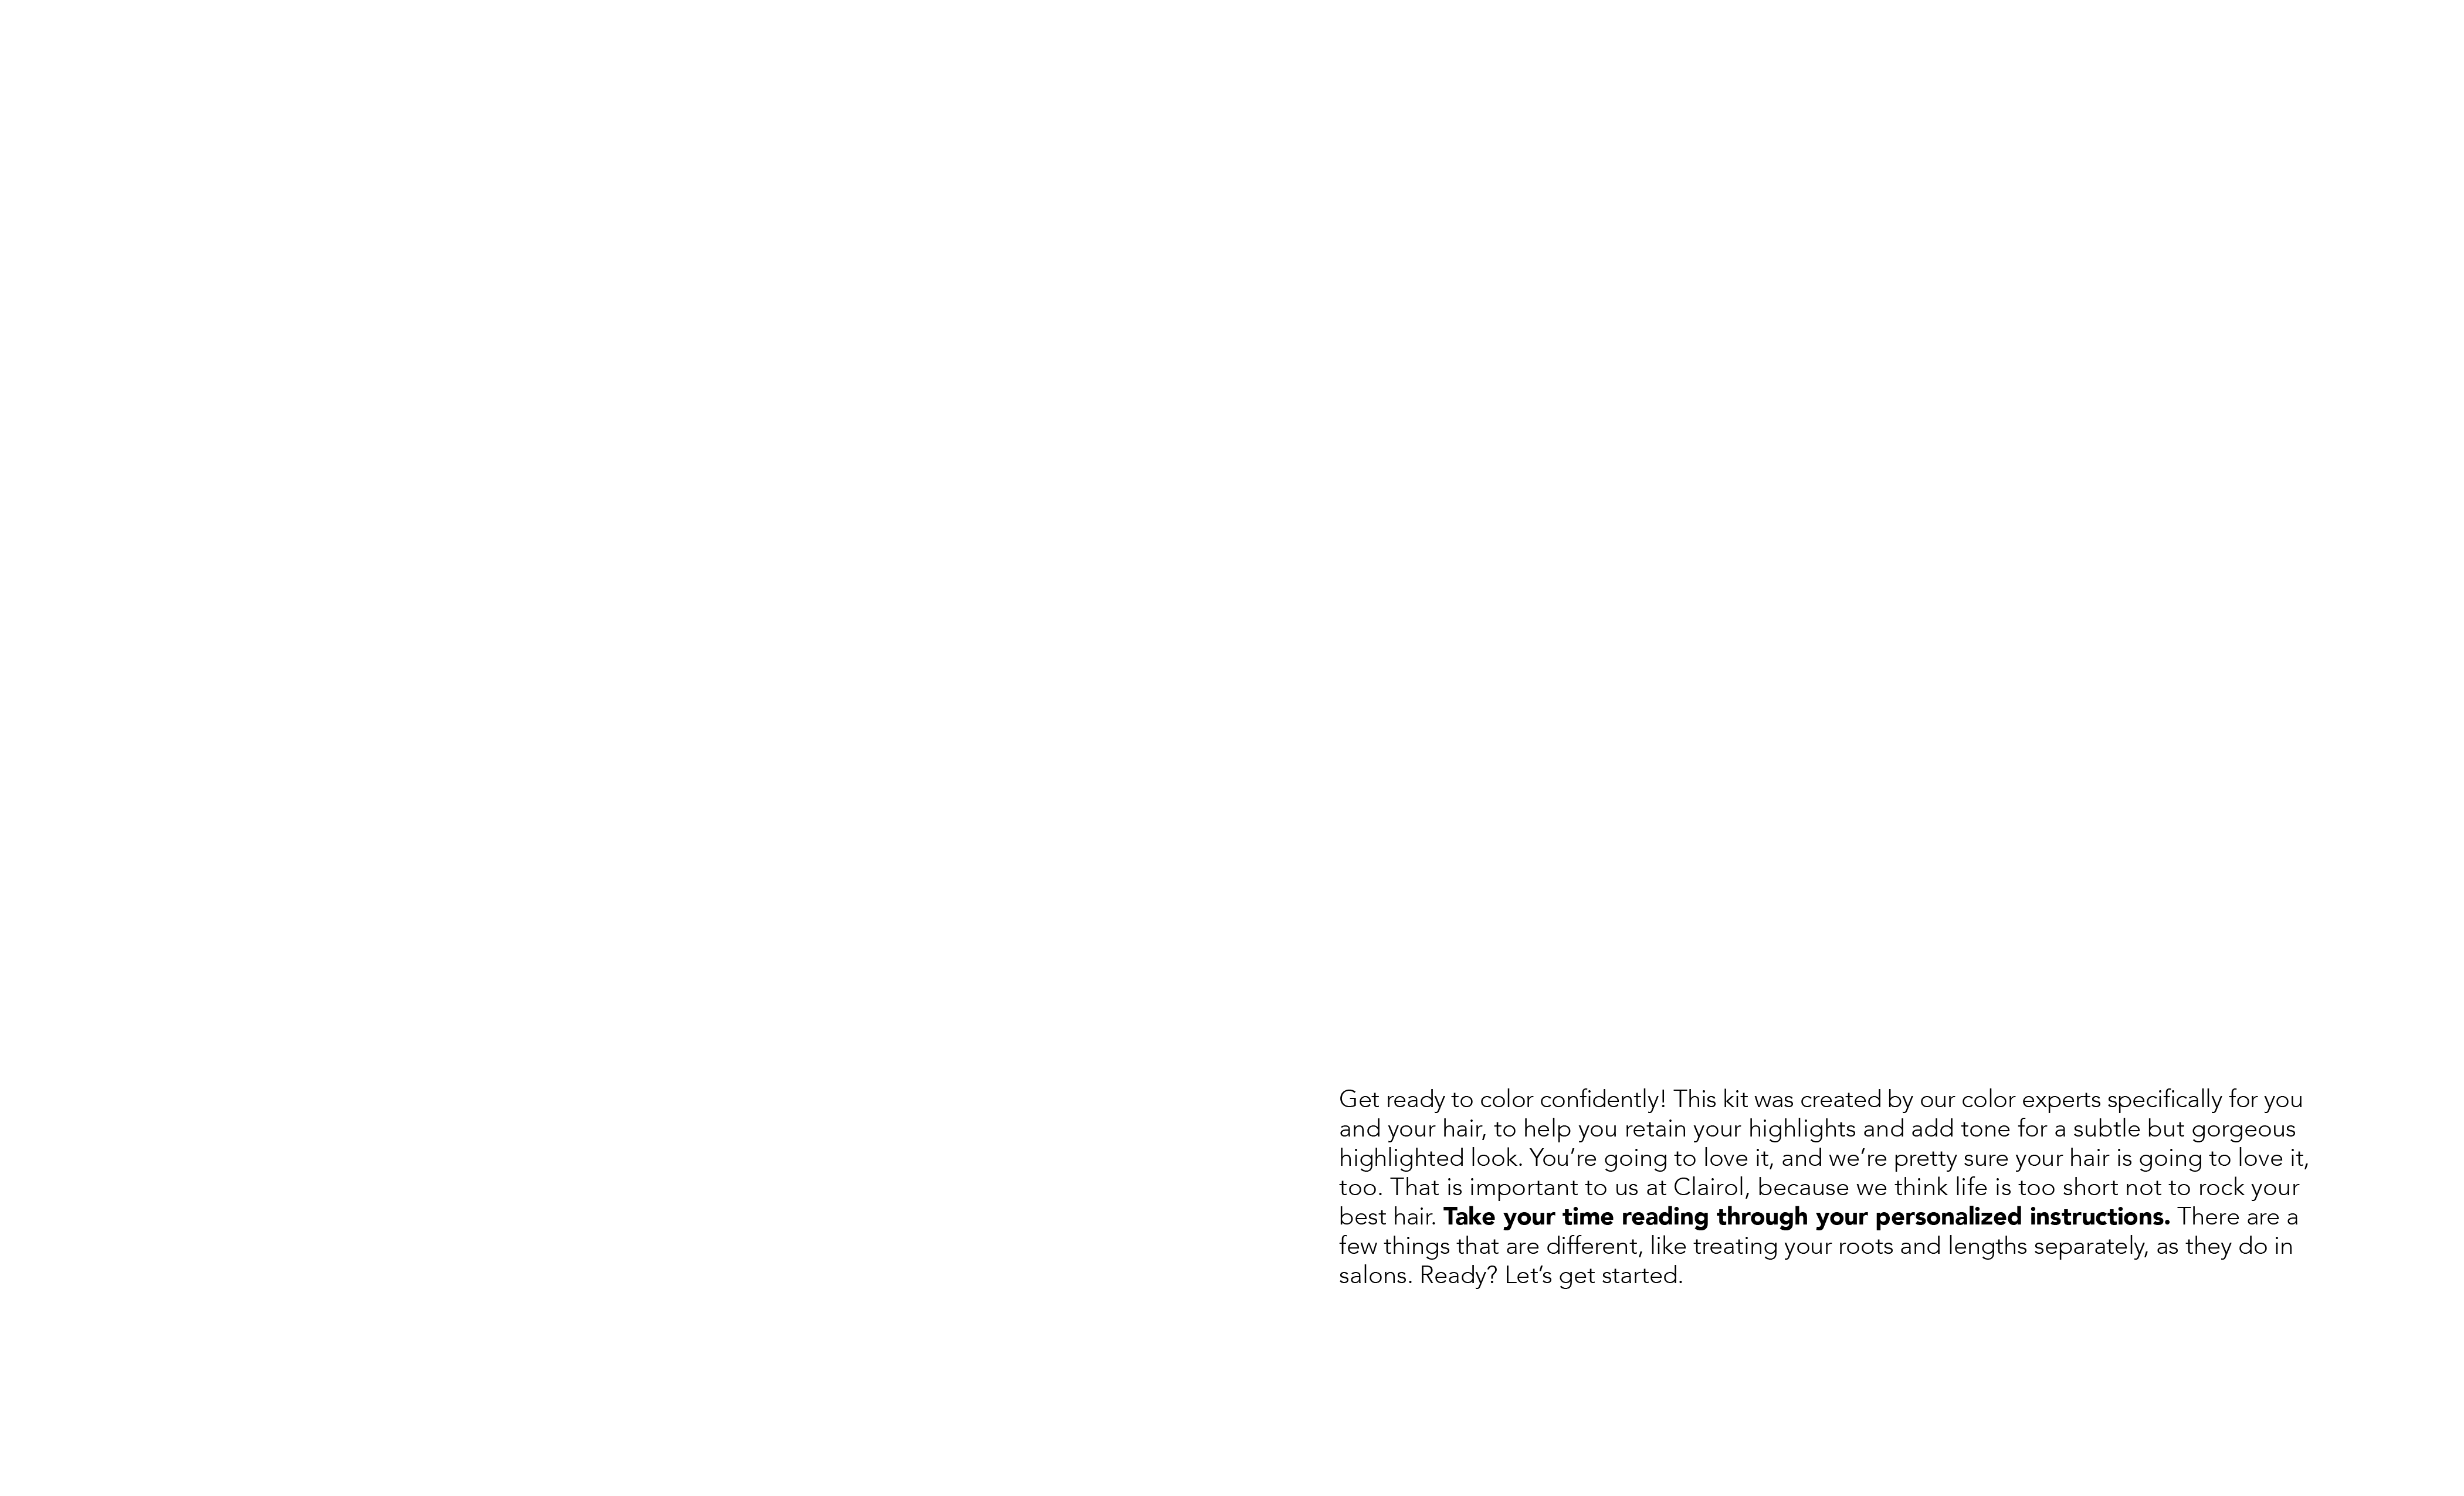 Get ready to color confidently! This kit was created by our color experts specifically for you
and your hair, to help you retain your highlights and add tone for a subtle but gorgeous
highlighted look. You’re going to love it, and we’re pretty sure your hair is going to love it,
too. That is important to us at Clairol, because we think life is too short not to rock your
best hair. Take your time reading through your personalized instructions. There are a
few things that are different, like treating your roots and lengths separately, as they do in
salons. Ready? Let’s get started.